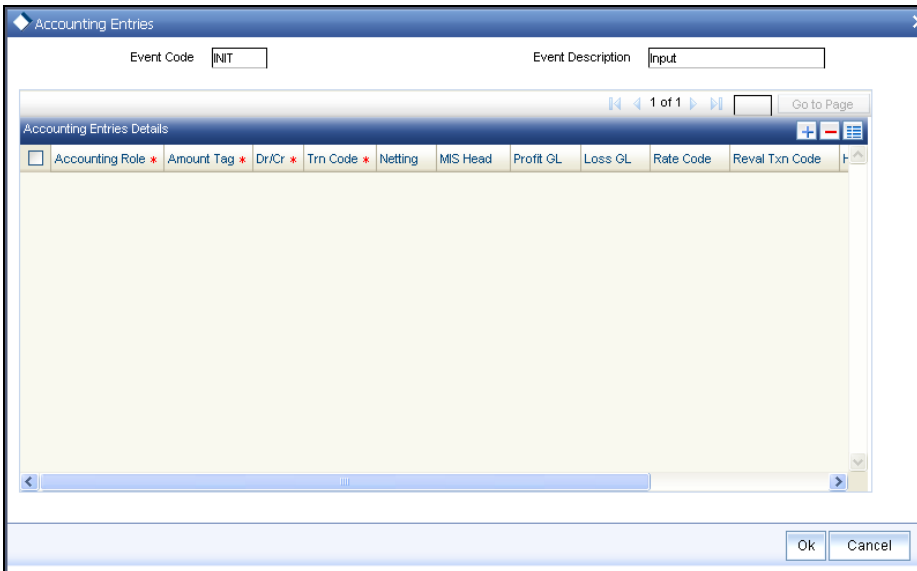 Accounting Entries
Event Code INIT Event Description Input
1 of 1 Go to Page
Accounting Entries Details
Accounting Role * Amount Tag * Dr/Cr * Trn Code * Netting MIS Head Profit GL Loss GL Rate Code Reval Txn Code
Ok Cancel